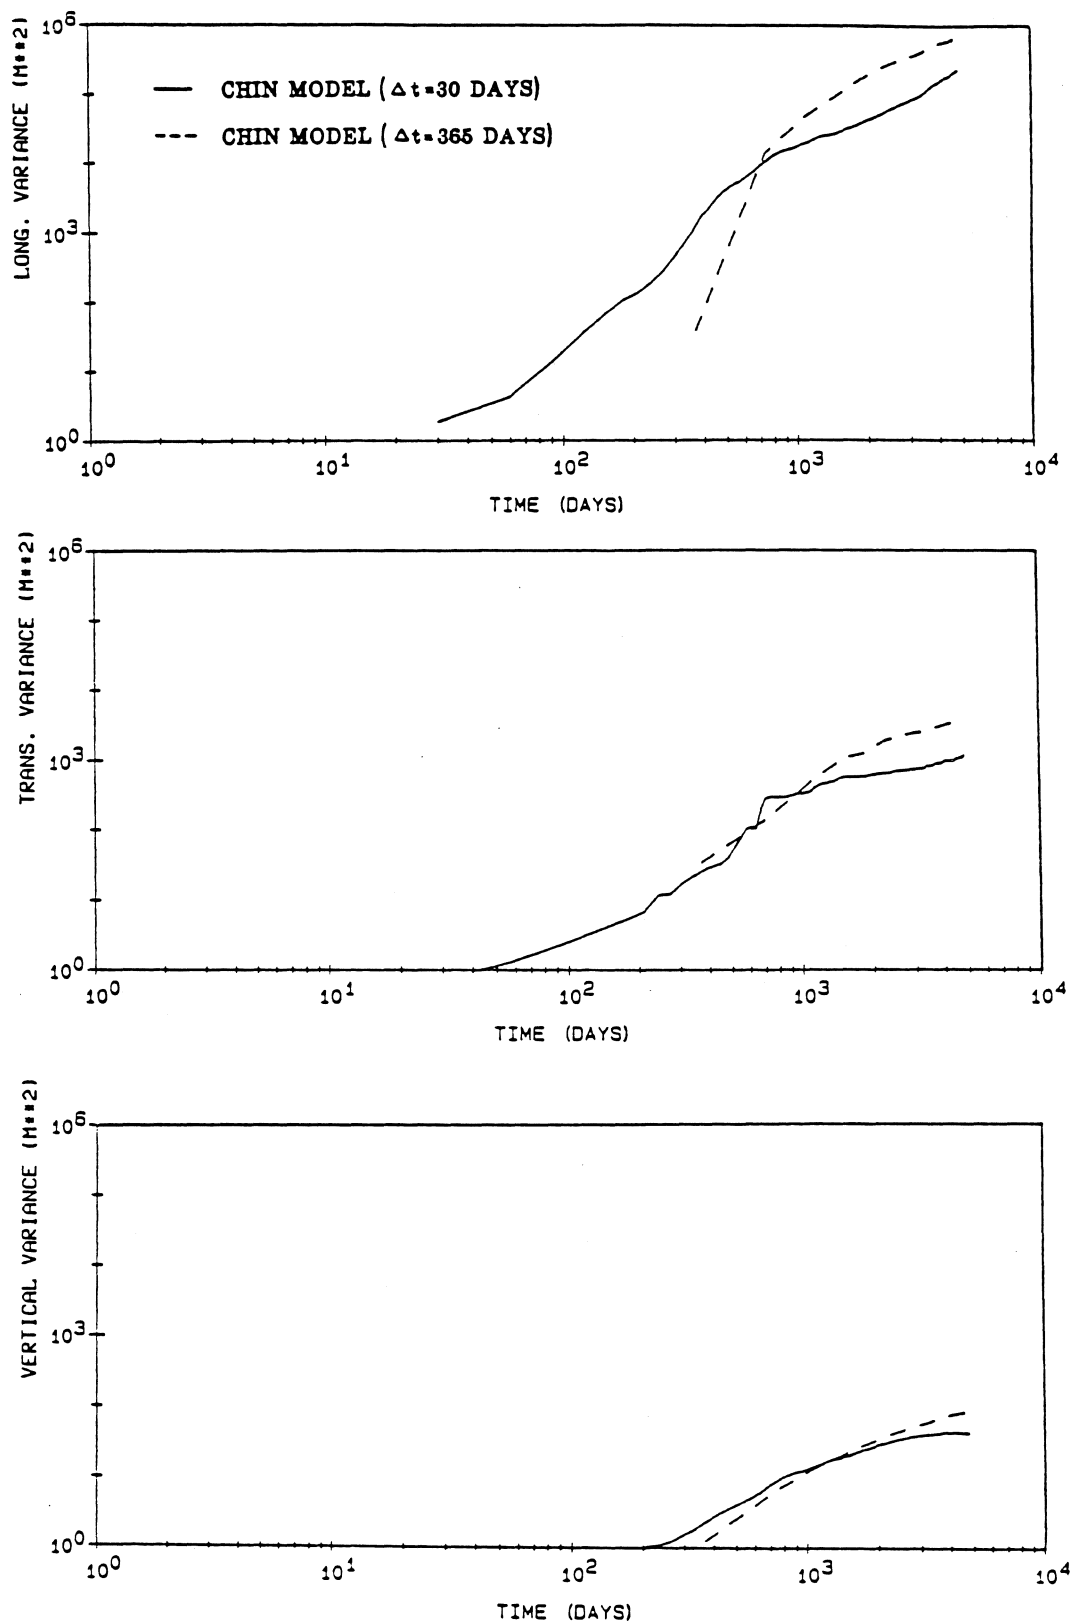 LONG. VARIANCE (M**2)
10^6
CHIN MODEL (Δt=30 DAYS)
CHIN MODEL (Δt=365 DAYS)
10^3
10^0
10^0 10^1 10^2 10^3 10^4
TIME (DAYS)
TRANS. VARIANCE (M**2)
10^6
10^3
10^0
10^0 10^1 10^2 10^3 10^4
TIME (DAYS)
VERTICAL VARIANCE (M**2)
10^6
10^3
10^0
10^0 10^1 10^2 10^3 10^4
TIME (DAYS)